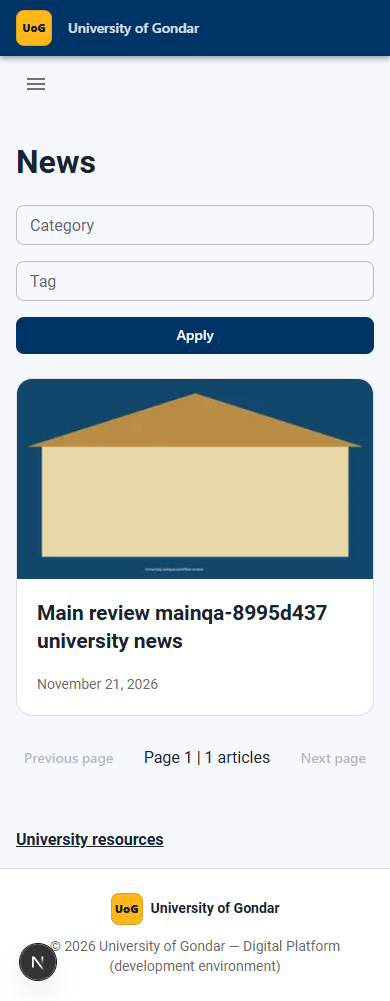 UoG University of Gondar
News
Category
Tag
Apply
Main review mainqa-8995d437
university news
November 21, 2026
Previous page Page 1 | 1 articles Next page
University resources
UoG University of Gondar
© 2026 University of Gondar — Digital Platform
(development environment)
N